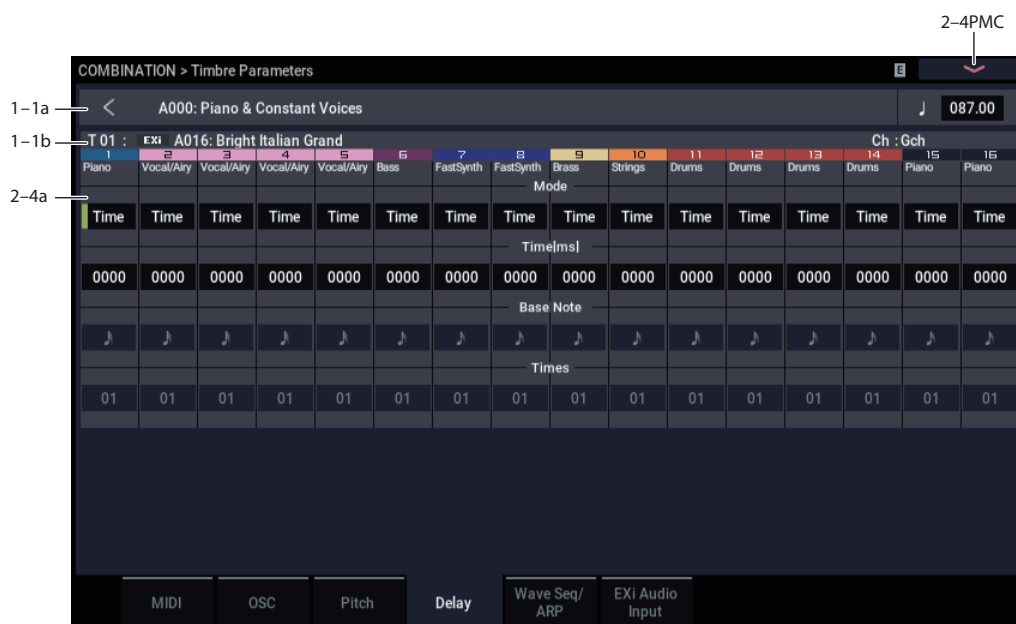 2–4PMC
COMBINATION > Timbre Parameters E
1–1a A000: Piano & Constant Voices ♩ 087.00
1–1b T 01 : EXi A016: Bright Italian Grand Ch : Gch
1 2 3 4 5 6 7 8 9 10 11 12 13 14 15 16
Piano Vocal/Airy Vocal/Airy Vocal/Airy Vocal/Airy Bass FastSynth FastSynth Brass Strings Drums Drums Drums Drums Piano Piano
2–4a Mode
Time Time Time Time Time Time Time Time Time Time Time Time Time Time Time Time
Time[ms]
0000 0000 0000 0000 0000 0000 0000 0000 0000 0000 0000 0000 0000 0000 0000 0000
Base Note
Times
01 01 01 01 01 01 01 01 01 01 01 01 01 01 01 01
MIDI OSC Pitch Delay Wave Seq/ EXi Audio
ARP Input